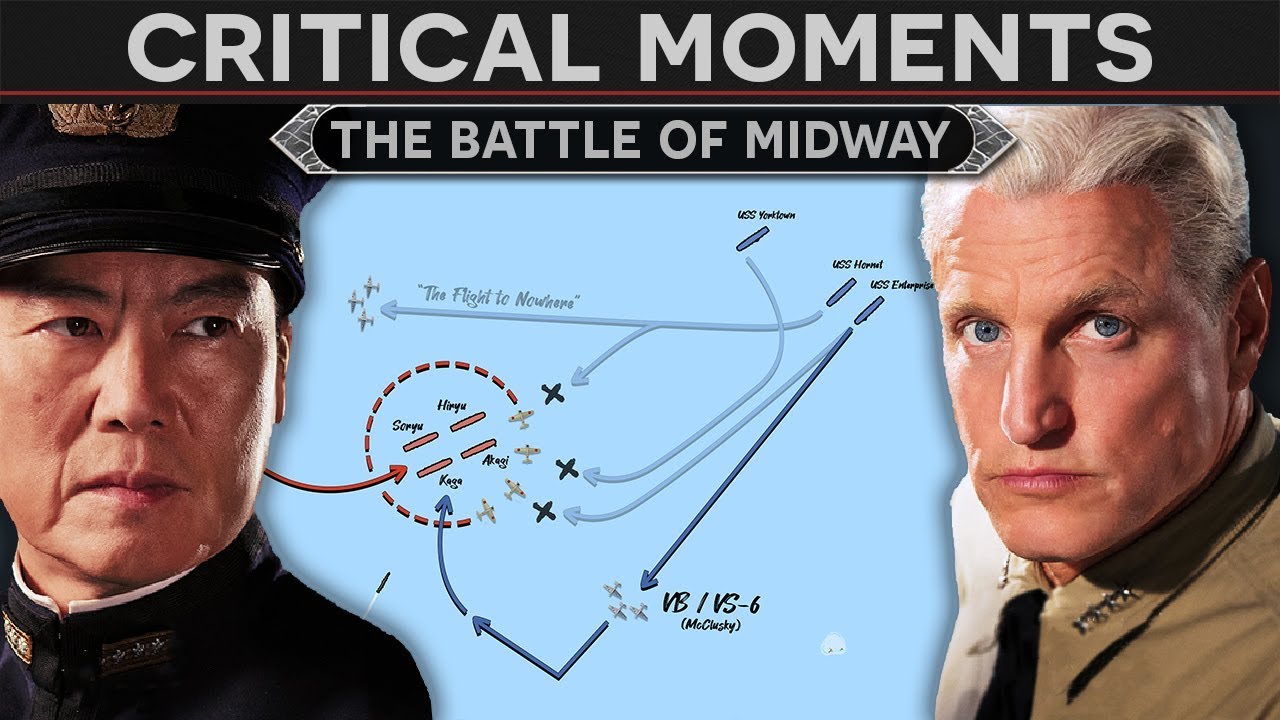 CRITICAL MOMENTS
THE BATTLE OF MIDWAY
USS Yorktown
USS Hornet
USS Enterprise
"The Flight to Nowhere"
Hiryu
Soryu
Akagi
Kaga
VB / VS-6
(McClusky)